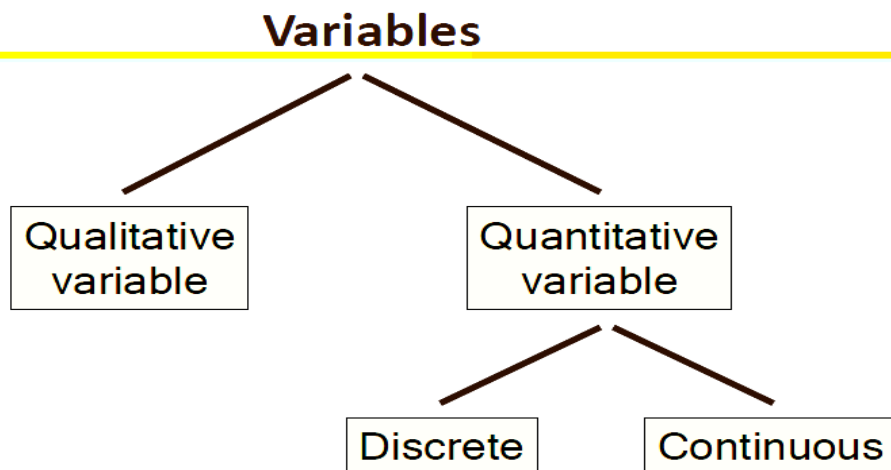 Variables
Qualitative
variable
Quantitative
variable
Discrete
Continuous